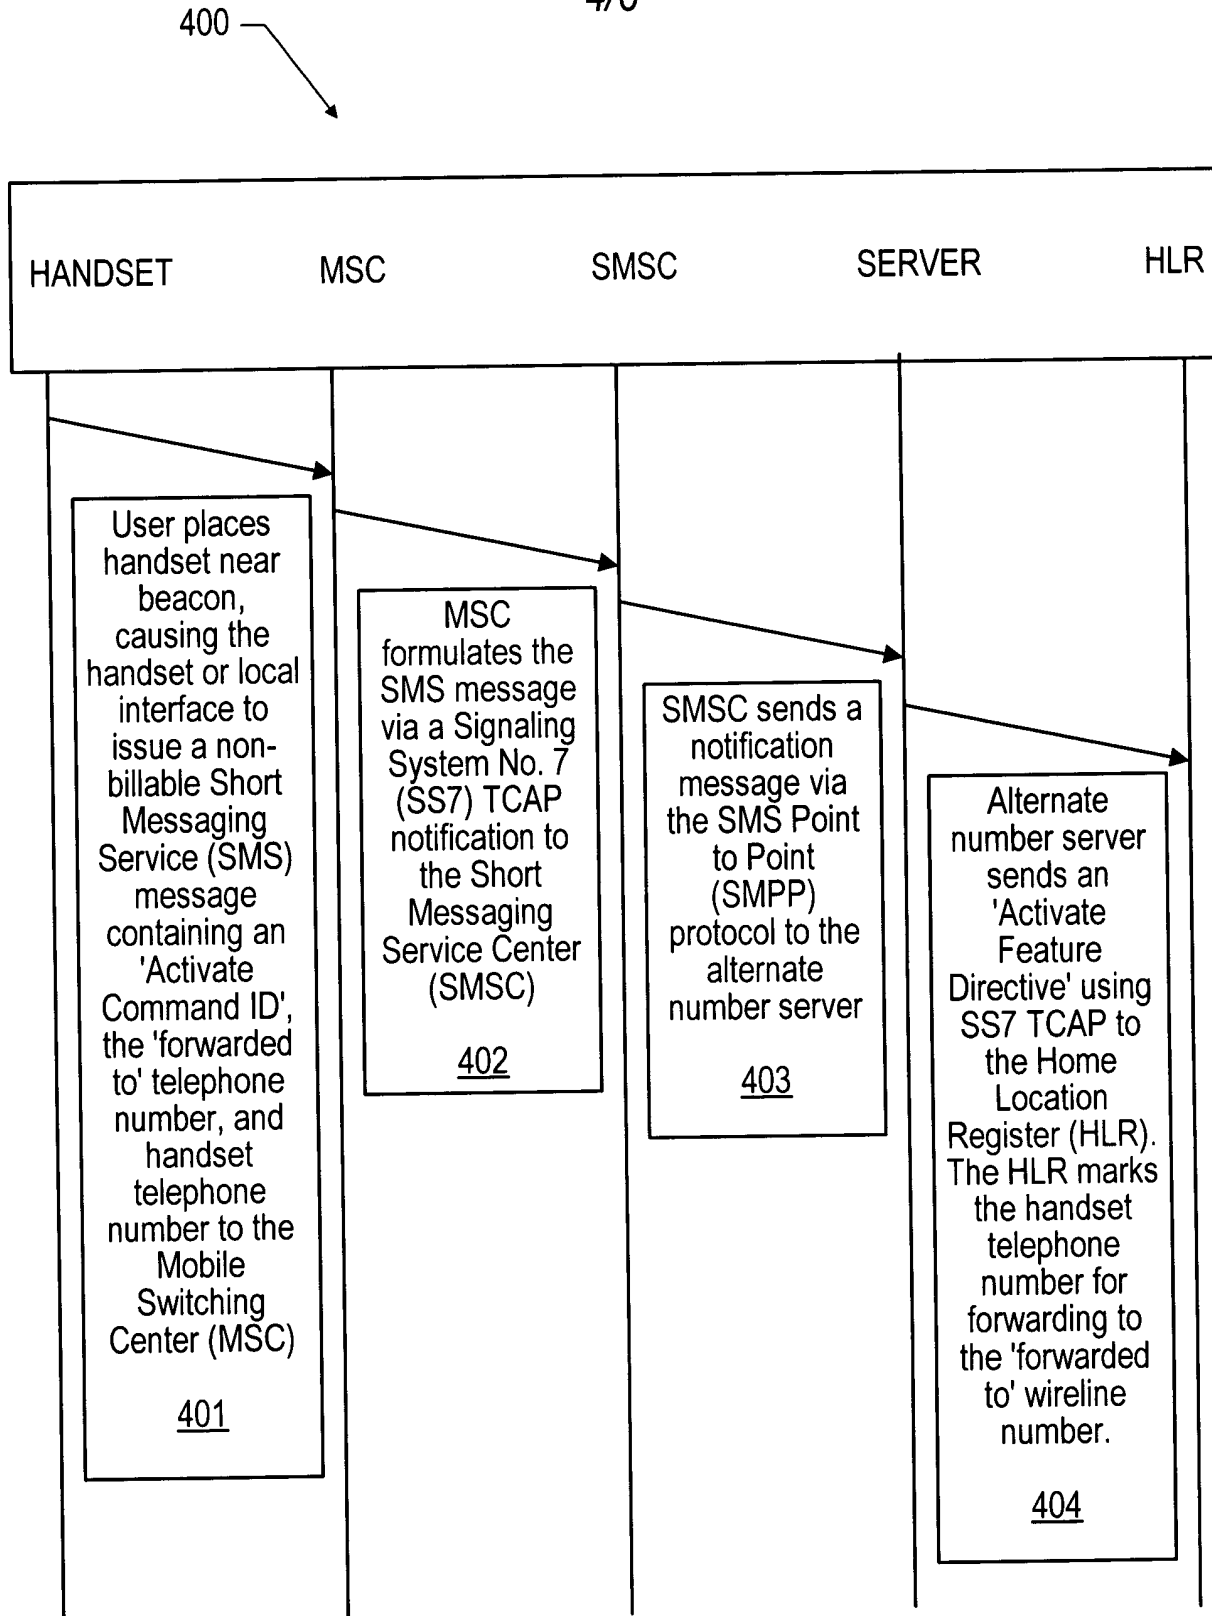 400
HANDSET MSC SMSC SERVER HLR
User places
handset near
beacon,
causing the
handset or local
interface to
issue a non-
billable Short
Messaging
Service (SMS)
message
containing an
'Activate
Command ID',
the 'forwarded
to' telephone
number, and
handset
telephone
number to the
Mobile
Switching
Center (MSC)
401
MSC
formulates the
SMS message
via a Signaling
System No. 7
(SS7) TCAP
notification to
the Short
Messaging
Service Center
(SMSC)
402
SMSC sends a
notification
message via
the SMS Point
to Point
(SMPP)
protocol to the
alternate
number server
403
Alternate
number server
sends an
'Activate
Feature
Directive' using
SS7 TCAP to
the Home
Location
Register (HLR).
The HLR marks
the handset
telephone
number for
forwarding to
the 'forwarded
to' wireline
number.
404